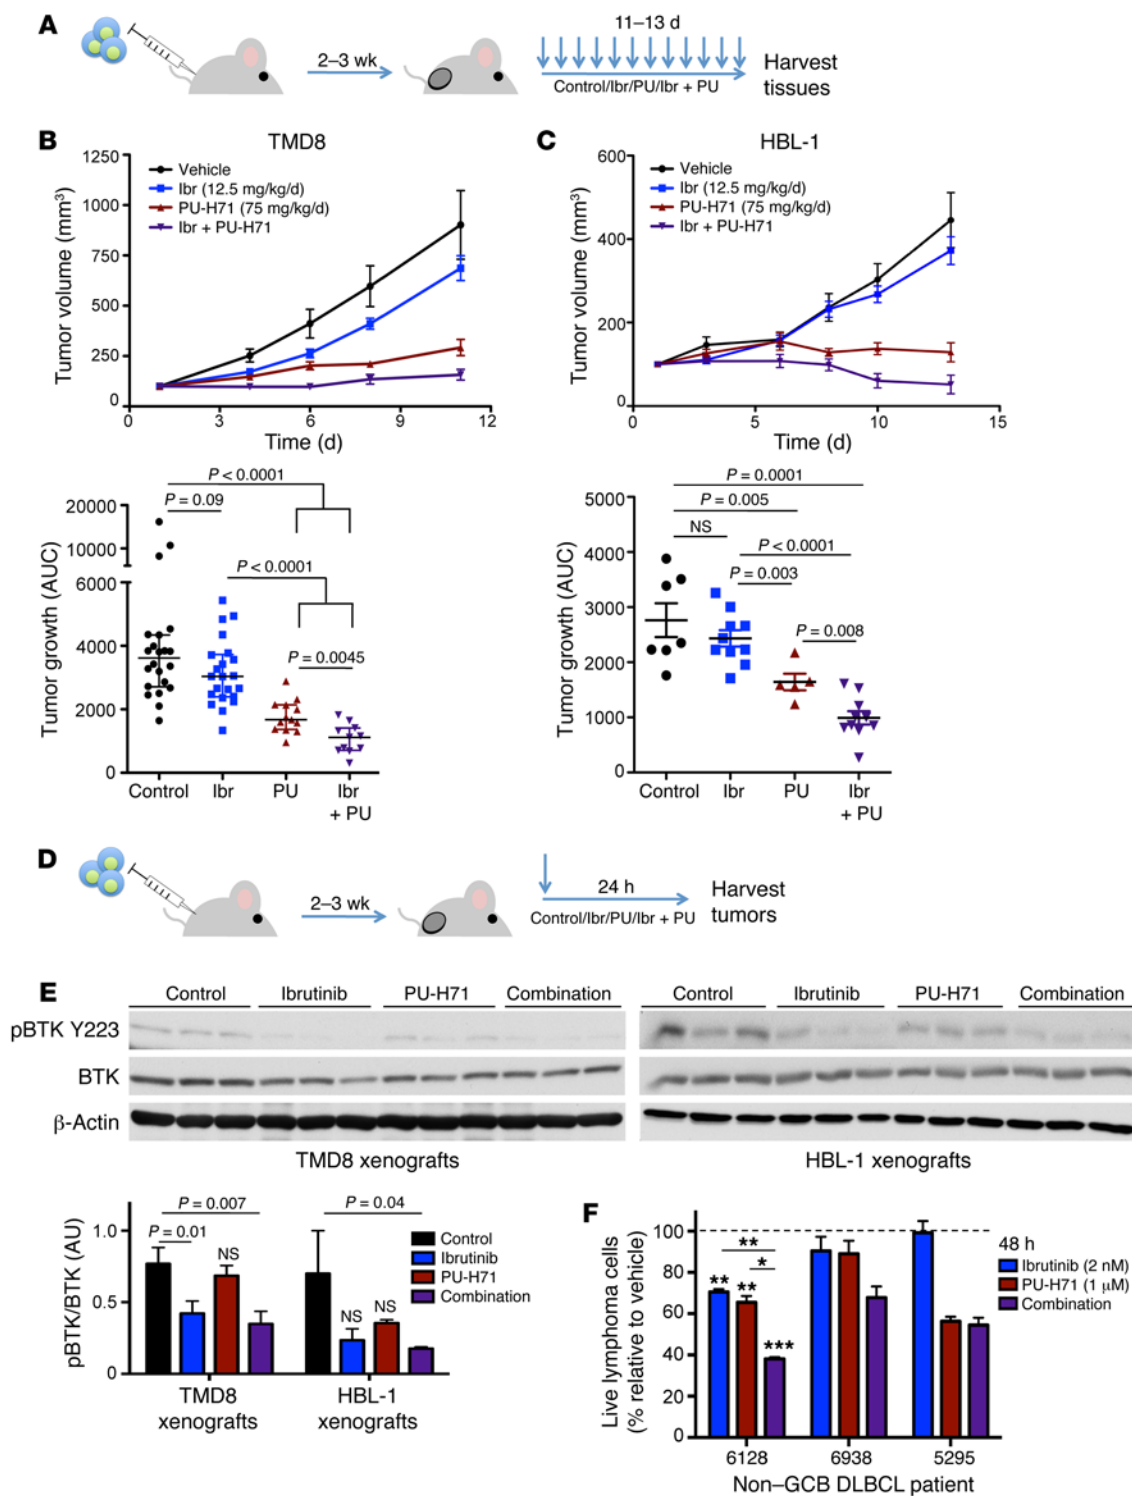 A
2–3 wk
11–13 d
Control/Ibr/PU/Ibr + PU
Harvest
tissues
B
TMD8
1250
1000
750
500
250
0
Tumor volume (mm³)
Vehicle
Ibr (12.5 mg/kg/d)
PU-H71 (75 mg/kg/d)
Ibr + PU-H71
0 3 6 9 12
Time (d)
C
HBL-1
600
400
200
0
Tumor volume (mm³)
Vehicle
Ibr (12.5 mg/kg/d)
PU-H71 (75 mg/kg/d)
Ibr + PU-H71
0 5 10 15
Time (d)
P < 0.0001
P = 0.09
P < 0.0001
P = 0.0045
20000
10000
6000
4000
2000
0
Tumor growth (AUC)
Control Ibr PU Ibr
+ PU
P = 0.0001
P = 0.005
NS
P < 0.0001
P = 0.003
P = 0.008
5000
4000
3000
2000
1000
0
Tumor growth (AUC)
Control Ibr PU Ibr
+ PU
D
2–3 wk
24 h
Control/Ibr/PU/Ibr + PU
Harvest
tumors
E
Control Ibrutinib PU-H71 Combination
Control Ibrutinib PU-H71 Combination
pBTK Y223
BTK
β-Actin
TMD8 xenografts
HBL-1 xenografts
P = 0.007
P = 0.01
NS
P = 0.04
NS
NS
1.0
0.5
0
pBTK/BTK (AU)
Control
Ibrutinib
PU-H71
Combination
TMD8
xenografts
HBL-1
xenografts
F
100
80
60
40
20
0
Live lymphoma cells
(% relative to vehicle)
**
*
**
**
***
48 h
Ibrutinib (2 nM)
PU-H71 (1 μM)
Combination
6128 6938 5295
Non–GCB DLBCL patient